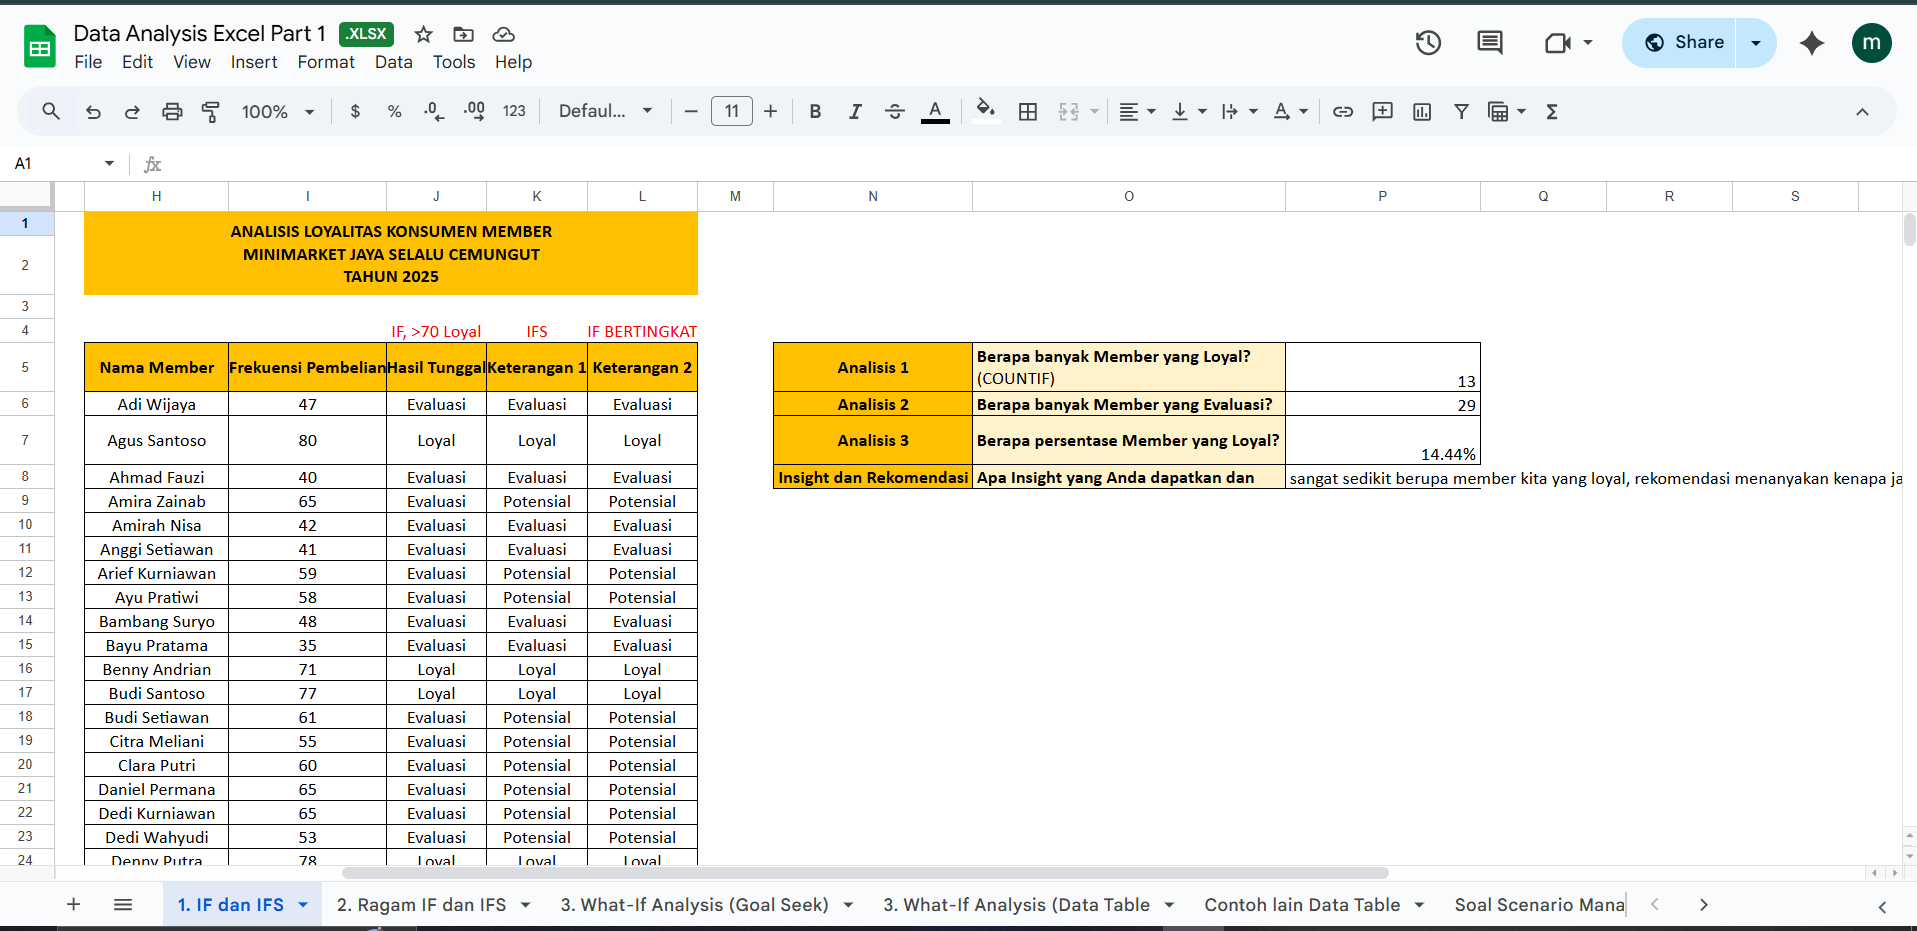 Data Analysis Excel Part 1 .XLSX
File Edit View Insert Format Data Tools Help
Share
m
100% $ % .0 .00 123 Defaul... 11 B I A
A1 fx
H I J K L M N O P Q R S
1
2
3
4
5
6
7
8
9
10
11
12
13
14
15
16
17
18
19
20
21
22
23
24
ANALISIS LOYALITAS KONSUMEN MEMBER
MINIMARKET JAYA SELALU CEMUNGUT
TAHUN 2025
IF, >70 Loyal IFS IF BERTINGKAT
Nama Member Frekuensi Pembelian Hasil Tunggal Keterangan 1 Keterangan 2
Adi Wijaya 47 Evaluasi Evaluasi Evaluasi
Agus Santoso 80 Loyal Loyal Loyal
Ahmad Fauzi 40 Evaluasi Evaluasi Evaluasi
Amira Zainab 65 Evaluasi Potensial Potensial
Amirah Nisa 42 Evaluasi Evaluasi Evaluasi
Anggi Setiawan 41 Evaluasi Evaluasi Evaluasi
Arief Kurniawan 59 Evaluasi Potensial Potensial
Ayu Pratiwi 58 Evaluasi Potensial Potensial
Bambang Suryo 48 Evaluasi Evaluasi Evaluasi
Bayu Pratama 35 Evaluasi Evaluasi Evaluasi
Benny Andrian 71 Loyal Loyal Loyal
Budi Santoso 77 Loyal Loyal Loyal
Budi Setiawan 61 Evaluasi Potensial Potensial
Citra Meliani 55 Evaluasi Potensial Potensial
Clara Putri 60 Evaluasi Potensial Potensial
Daniel Permana 65 Evaluasi Potensial Potensial
Dedi Kurniawan 65 Evaluasi Potensial Potensial
Dedi Wahyudi 53 Evaluasi Potensial Potensial
Denny Putra 78 Loyal Loyal Loyal
Analisis 1 Berapa banyak Member yang Loyal?
(COUNTIF) 13
Analisis 2 Berapa banyak Member yang Evaluasi? 29
Analisis 3 Berapa persentase Member yang Loyal? 14.44%
Insight dan Rekomendasi Apa Insight yang Anda dapatkan dan sangat sedikit berupa member kita yang loyal, rekomendasi menanyakan kenapa ja
1. IF dan IFS 2. Ragam IF dan IFS 3. What-If Analysis (Goal Seek) 3. What-If Analysis (Data Table Contoh lain Data Table Soal Scenario Mana